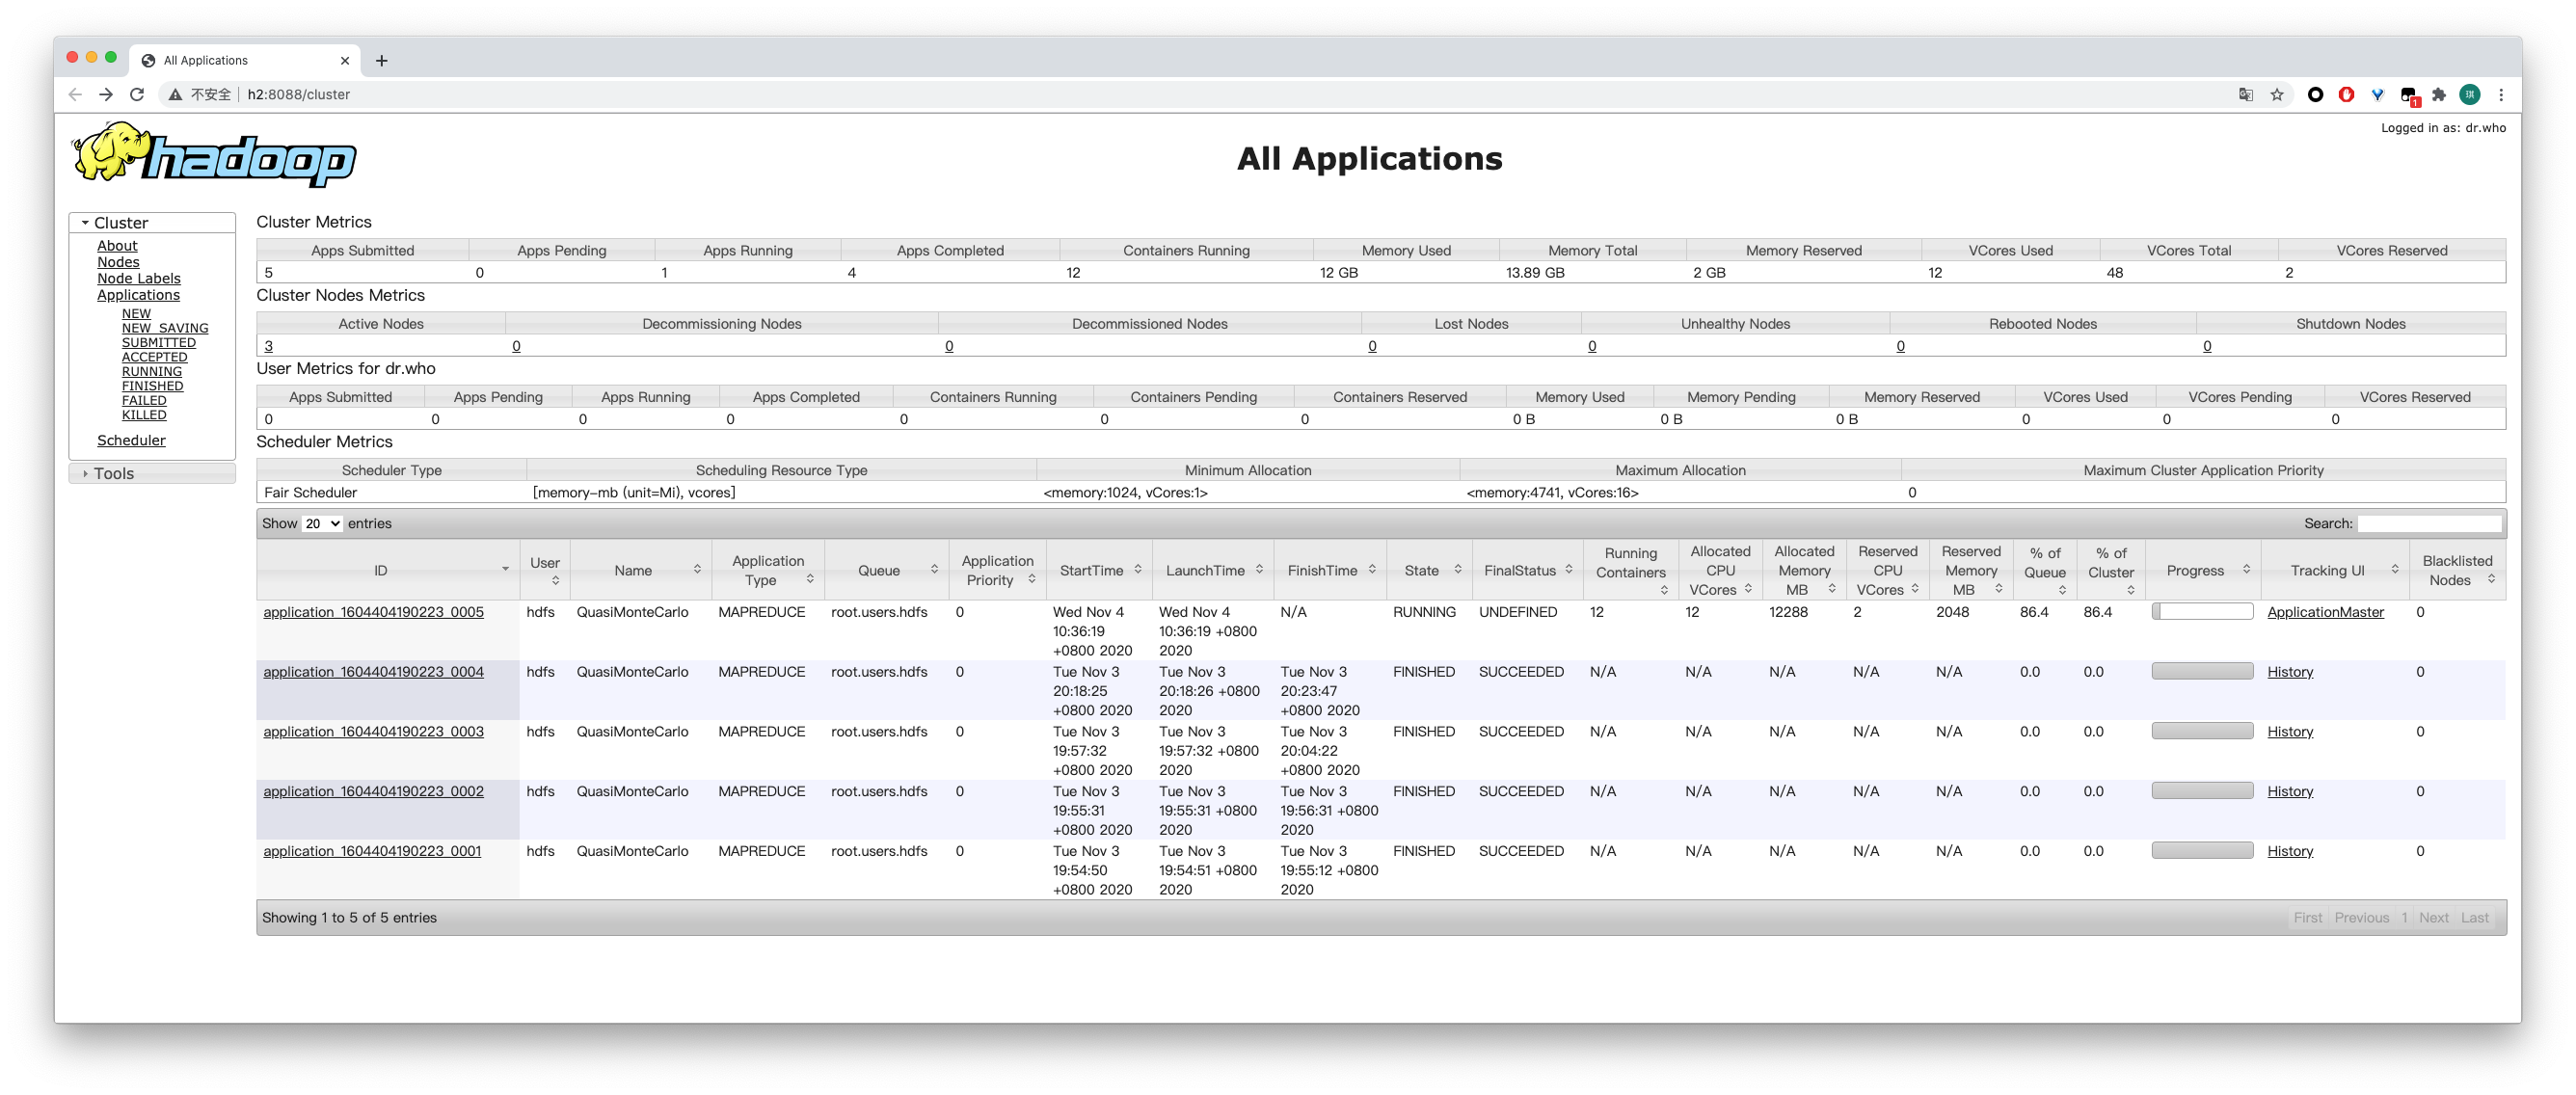 All Applications
不安全 | h2:8088/cluster
1
琪
hadoop
Logged in as: dr.who
All Applications
Cluster
About
Nodes
Node Labels
Applications
NEW
NEW_SAVING
SUBMITTED
ACCEPTED
RUNNING
FINISHED
FAILED
KILLED
Scheduler
Tools
Cluster Metrics
Apps Submitted Apps Pending Apps Running Apps Completed Containers Running Memory Used Memory Total Memory Reserved VCores Used VCores Total VCores Reserved
5 0 1 4 12 12 GB 13.89 GB 2 GB 12 48 2
Cluster Nodes Metrics
Active Nodes Decommissioning Nodes Decommissioned Nodes Lost Nodes Unhealthy Nodes Rebooted Nodes Shutdown Nodes
3 0 0 0 0 0 0
User Metrics for dr.who
Apps Submitted Apps Pending Apps Running Apps Completed Containers Running Containers Pending Containers Reserved Memory Used Memory Pending Memory Reserved VCores Used VCores Pending VCores Reserved
0 0 0 0 0 0 0 0 B 0 B 0 B 0 0 0
Scheduler Metrics
Scheduler Type Scheduling Resource Type Minimum Allocation Maximum Allocation Maximum Cluster Application Priority
Fair Scheduler [memory-mb (unit=Mi), vcores] <memory:1024, vCores:1> <memory:4741, vCores:16> 0
Show 20 entries Search:
ID User Name Application Type Queue Application Priority StartTime LaunchTime FinishTime State FinalStatus Running Containers Allocated CPU VCores Allocated Memory MB Reserved CPU VCores Reserved Memory MB % of Queue % of Cluster Progress Tracking UI Blacklisted Nodes
application_1604404190223_0005 hdfs QuasiMonteCarlo MAPREDUCE root.users.hdfs 0 Wed Nov 4 Wed Nov 4 N/A RUNNING UNDEFINED 12 12 12288 2 2048 86.4 86.4 ApplicationMaster 0
10:36:19 10:36:19 +0800
+0800 2020 2020
application_1604404190223_0004 hdfs QuasiMonteCarlo MAPREDUCE root.users.hdfs 0 Tue Nov 3 Tue Nov 3 Tue Nov 3 FINISHED SUCCEEDED N/A N/A N/A N/A N/A 0.0 0.0 History 0
20:18:25 20:18:26 +0800 20:23:47
+0800 2020 2020 +0800 2020
application_1604404190223_0003 hdfs QuasiMonteCarlo MAPREDUCE root.users.hdfs 0 Tue Nov 3 Tue Nov 3 Tue Nov 3 FINISHED SUCCEEDED N/A N/A N/A N/A N/A 0.0 0.0 History 0
19:57:32 19:57:32 +0800 20:04:22
+0800 2020 2020 +0800 2020
application_1604404190223_0002 hdfs QuasiMonteCarlo MAPREDUCE root.users.hdfs 0 Tue Nov 3 Tue Nov 3 Tue Nov 3 FINISHED SUCCEEDED N/A N/A N/A N/A N/A 0.0 0.0 History 0
19:55:31 19:55:31 +0800 19:56:31 +0800
+0800 2020 2020 2020
application_1604404190223_0001 hdfs QuasiMonteCarlo MAPREDUCE root.users.hdfs 0 Tue Nov 3 Tue Nov 3 Tue Nov 3 FINISHED SUCCEEDED N/A N/A N/A N/A N/A 0.0 0.0 History 0
19:54:50 19:54:51 +0800 19:55:12 +0800
+0800 2020 2020 2020
Showing 1 to 5 of 5 entries First Previous 1 Next Last